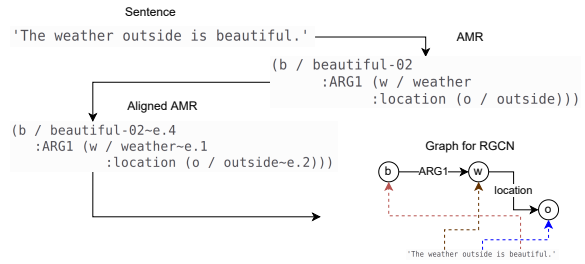 Sentence
'The weather outside is beautiful.'
AMR
(b / beautiful-02
:ARG1 (w / weather
:location (o / outside)))
Aligned AMR
(b / beautiful-02~e.4
:ARG1 (w / weather~e.1
:location (o / outside~e.2)))
Graph for RGCN
b ARG1 w
location
o
'The weather outside is beautiful.'